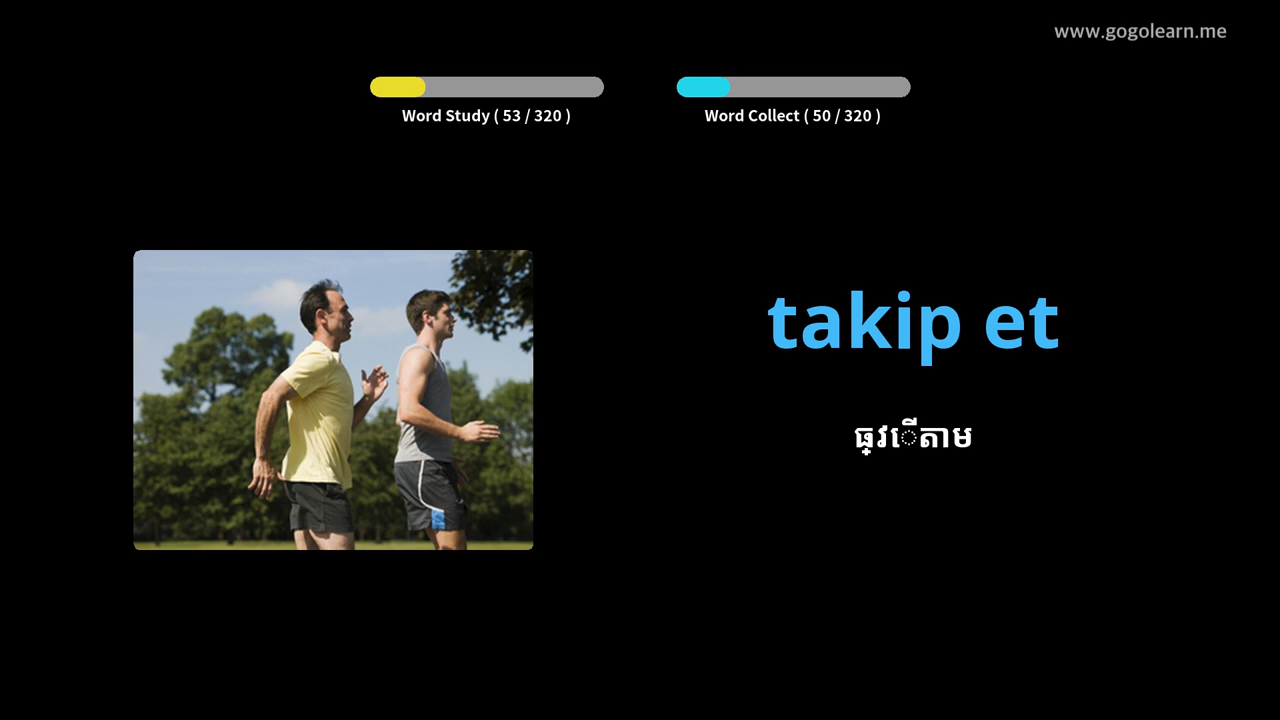 www.gogolearn.me
Word Study ( 53 / 320 )
Word Collect ( 50 / 320 )
takip et
ធ្វើតាម